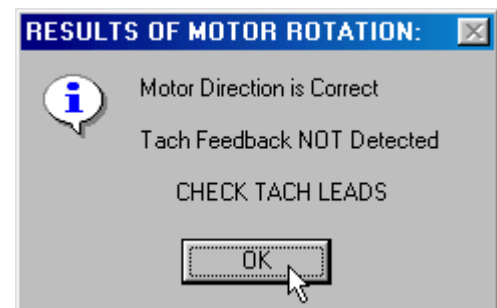 RESULTS OF MOTOR ROTATION:
Motor Direction is Correct
Tach Feedback NOT Detected
CHECK TACH LEADS
OK